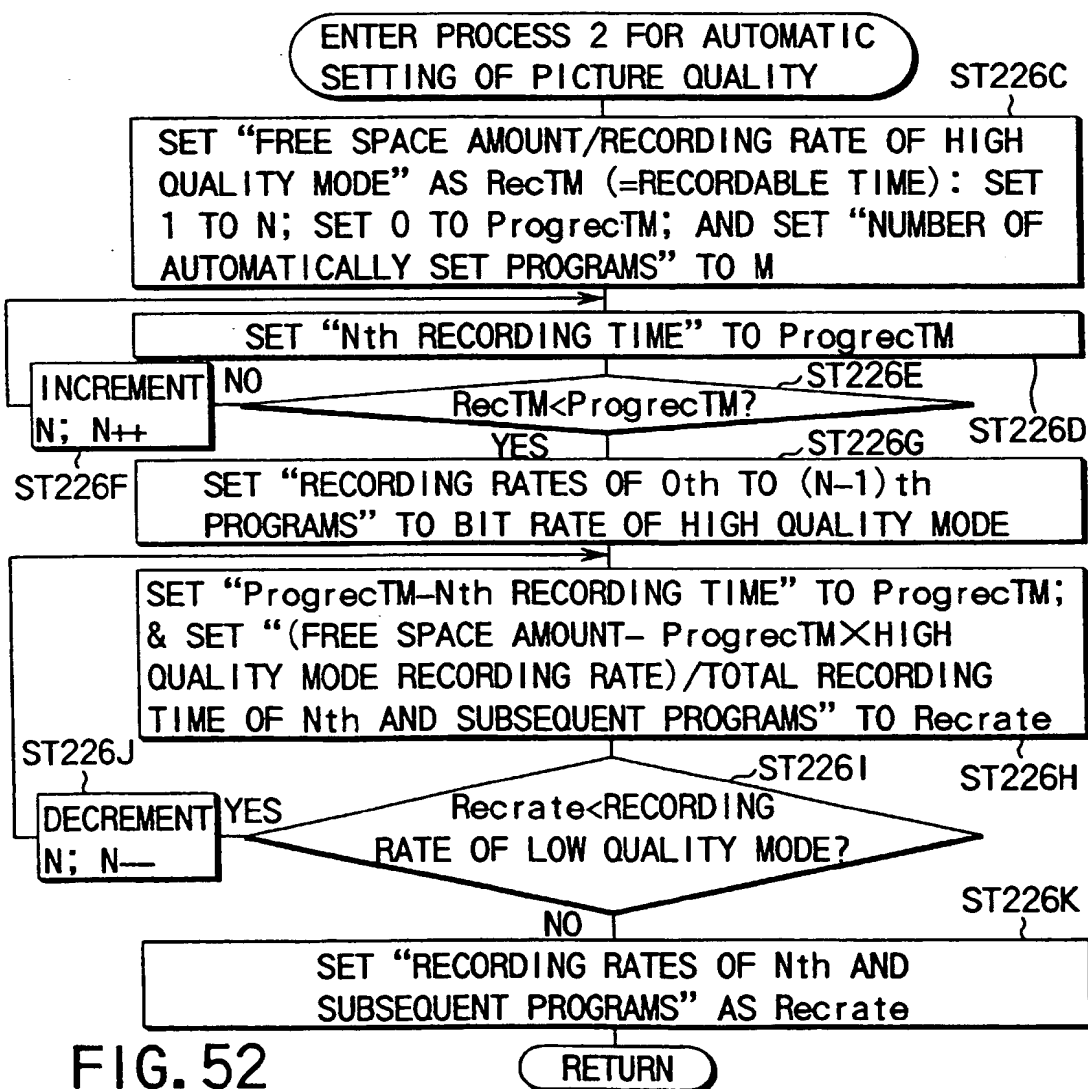 ENTER PROCESS 2 FOR AUTOMATIC
SETTING OF PICTURE QUALITY
ST226C
SET “FREE SPACE AMOUNT/RECORDING RATE OF HIGH
QUALITY MODE” AS RecTM (=RECORDABLE TIME): SET
1 TO N; SET 0 TO ProgrecTM; AND SET “NUMBER OF
AUTOMATICALLY SET PROGRAMS” TO M
SET “Nth RECORDING TIME” TO ProgrecTM
ST226D
RecTM<ProgrecTM?
ST226E
NO
INCREMENT
N; N++
ST226F
YES
ST226G
SET “RECORDING RATES OF 0th TO (N-1)th
PROGRAMS” TO BIT RATE OF HIGH QUALITY MODE
SET “ProgrecTM-Nth RECORDING TIME” TO ProgrecTM;
& SET “(FREE SPACE AMOUNT- ProgrecTM×HIGH
QUALITY MODE RECORDING RATE)/TOTAL RECORDING
TIME OF Nth AND SUBSEQUENT PROGRAMS” TO Recrate
ST226H
ST226I
Recrate<RECORDING
RATE OF LOW QUALITY MODE?
YES
ST226J
DECREMENT
N; N—
NO
ST226K
SET “RECORDING RATES OF Nth AND
SUBSEQUENT PROGRAMS” AS Recrate
RETURN
FIG. 52